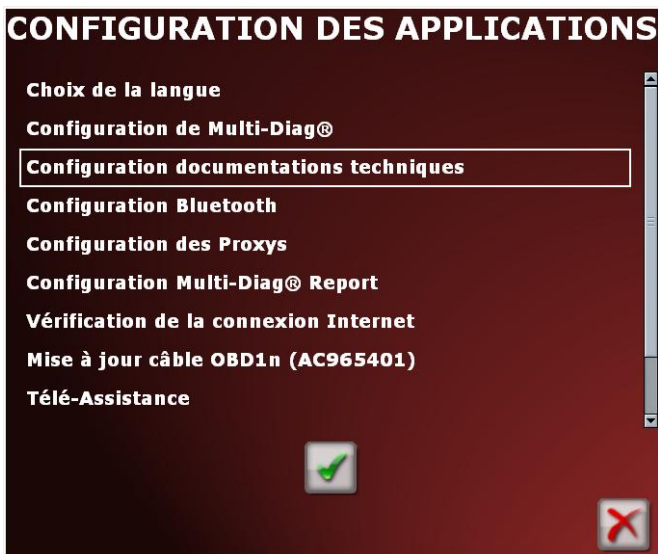 CONFIGURATION DES APPLICATIONS
Choix de la langue
Configuration de Multi-Diag®
Configuration documentations techniques
Configuration Bluetooth
Configuration des Proxys
Configuration Multi-Diag® Report
Vérification de la connexion Internet
Mise à jour câble OBD1n (AC965401)
Télé-Assistance